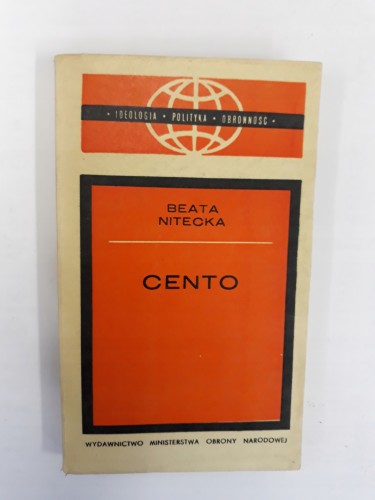 • IDEOLOGIA • POLITYKA • OBRONNOŚĆ •
BEATA
NITECKA
CENTO
WYDAWNICTWO MINISTERSTWA OBRONY NARODOWEJ